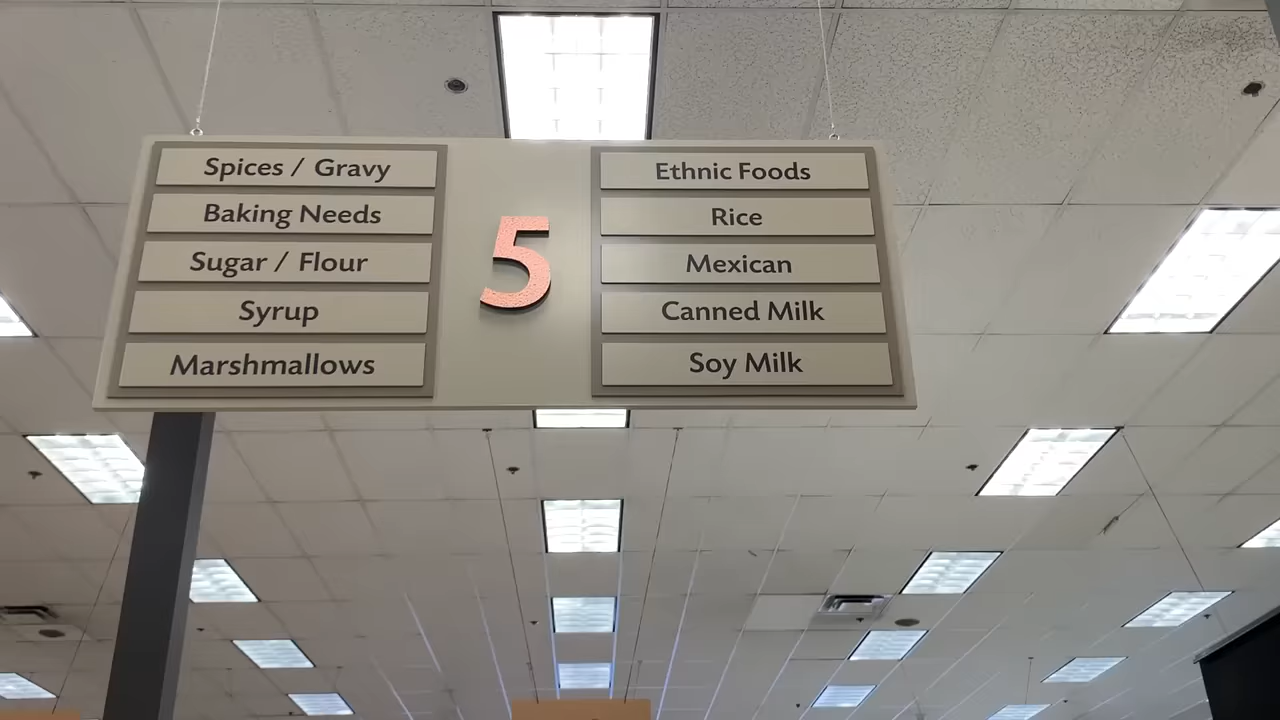 Spices / Gravy
Baking Needs
Sugar / Flour
Syrup
Marshmallows
5
Ethnic Foods
Rice
Mexican
Canned Milk
Soy Milk